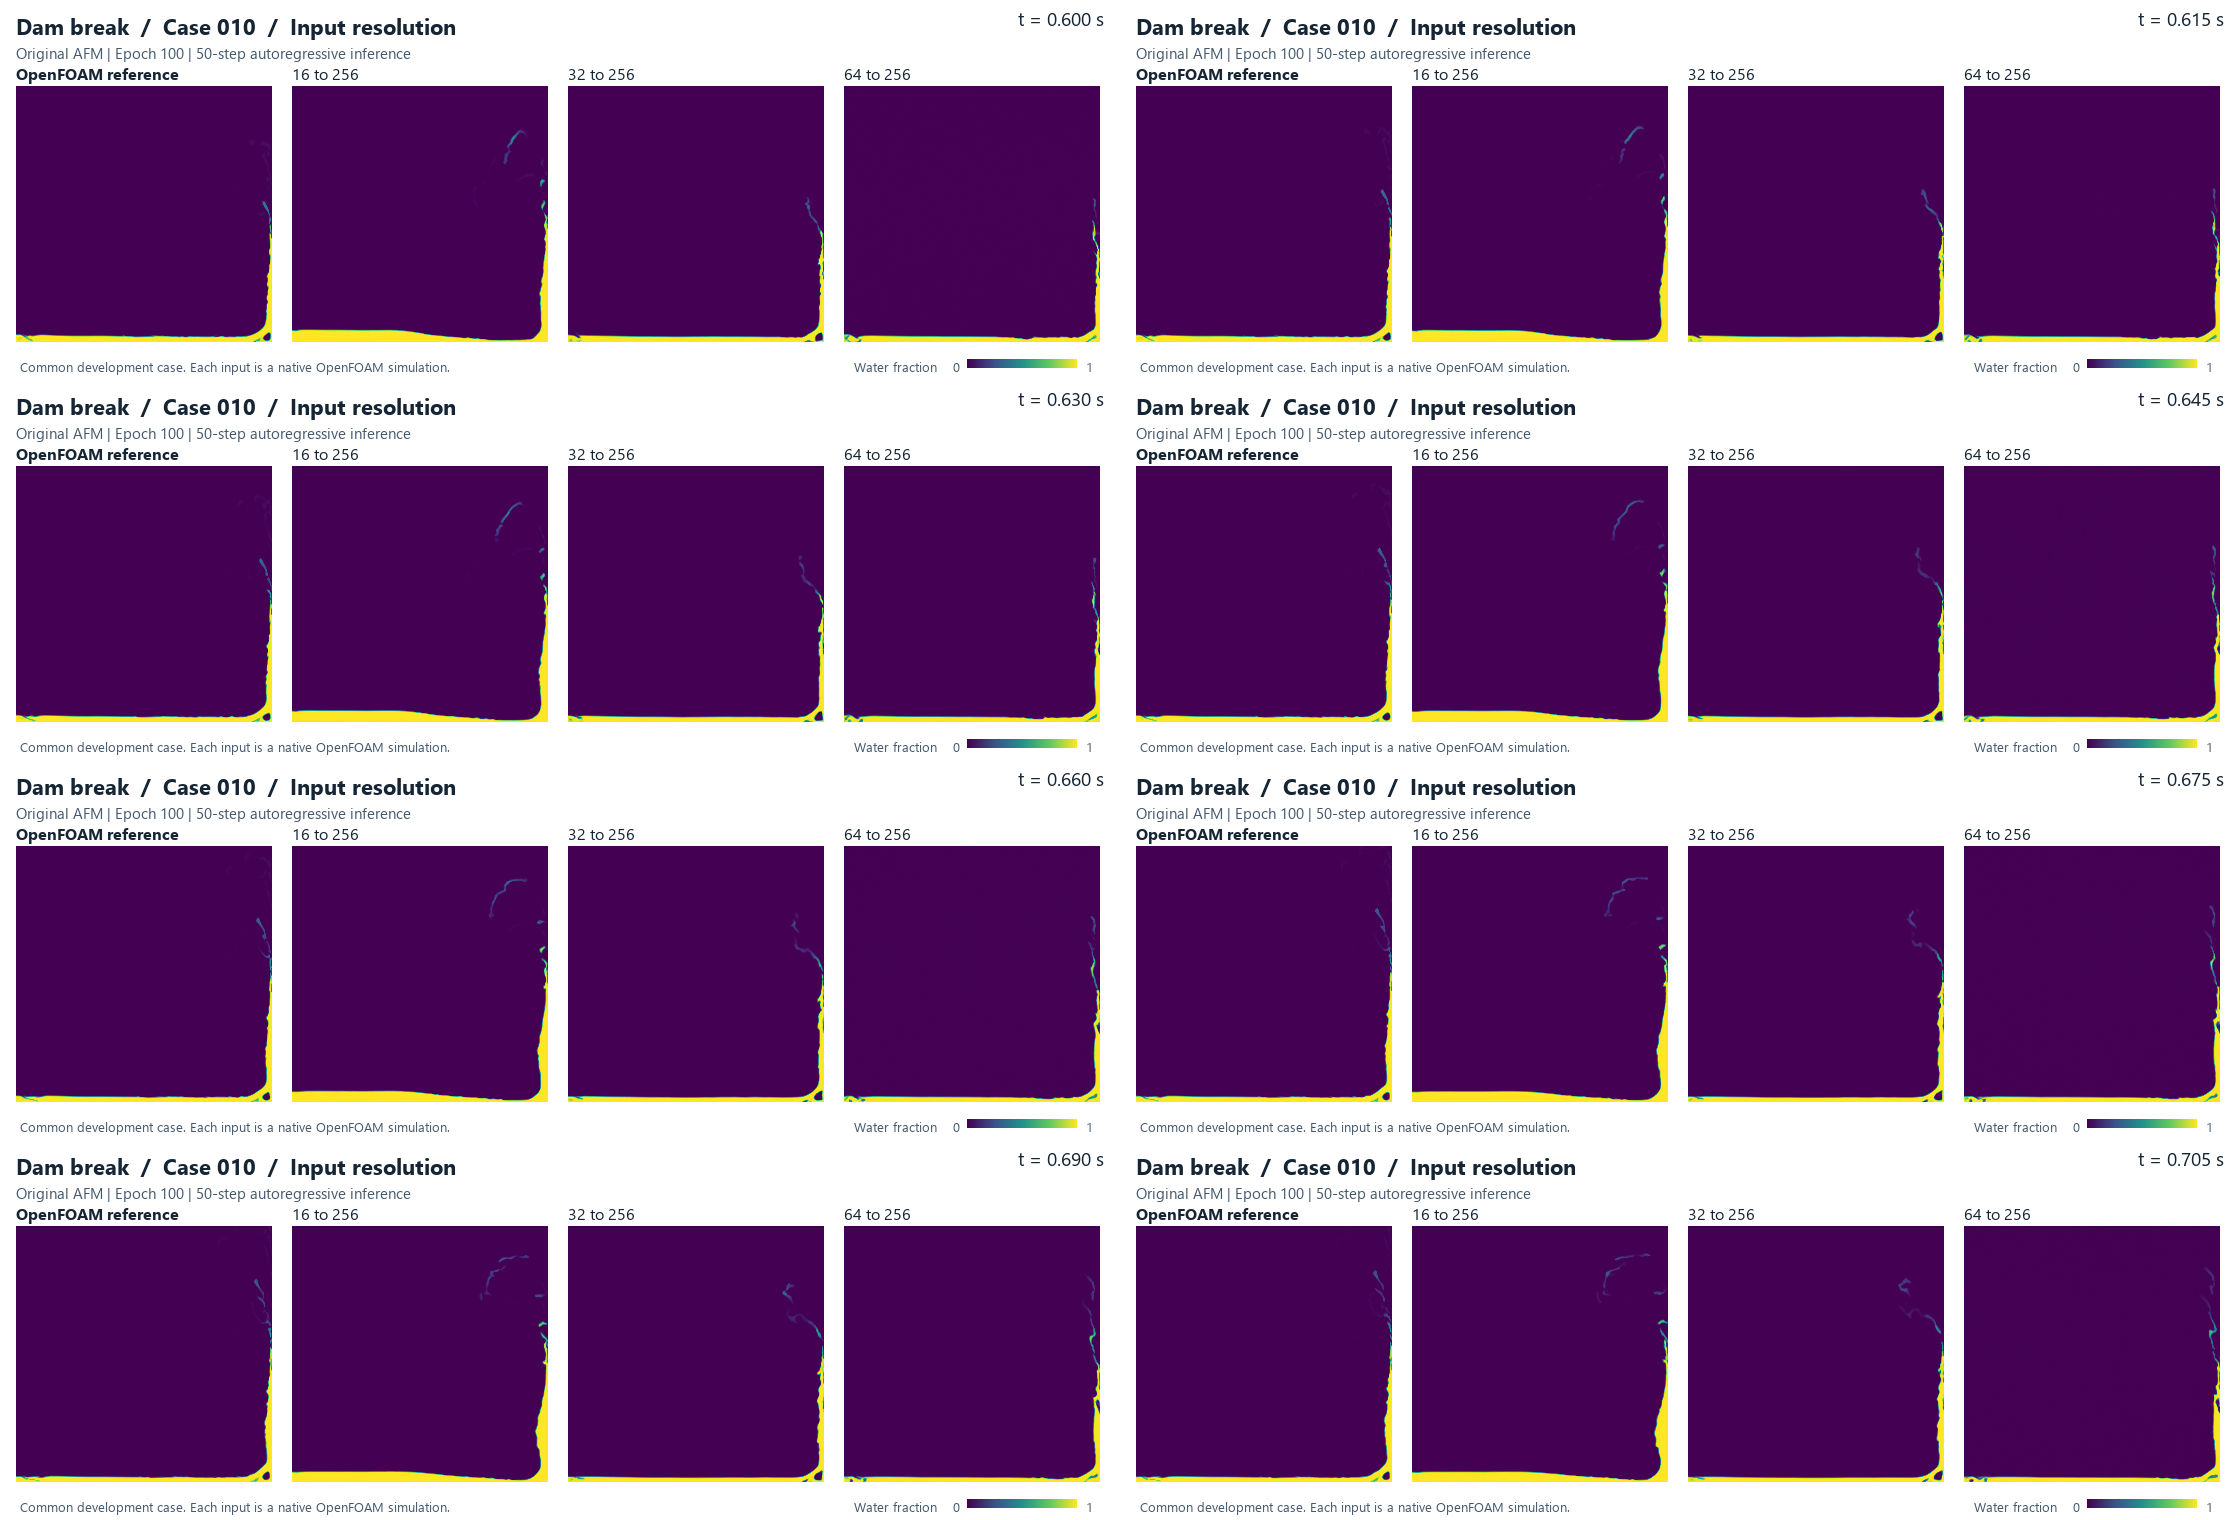 Dam break / Case 010 / Input resolution
t = 0.600 s
Original AFM | Epoch 100 | 50-step autoregressive inference
OpenFOAM reference
16 to 256
32 to 256
64 to 256
Common development case. Each input is a native OpenFOAM simulation.
Water fraction 0 1
Dam break / Case 010 / Input resolution
t = 0.615 s
Original AFM | Epoch 100 | 50-step autoregressive inference
OpenFOAM reference
16 to 256
32 to 256
64 to 256
Common development case. Each input is a native OpenFOAM simulation.
Water fraction 0 1
Dam break / Case 010 / Input resolution
t = 0.630 s
Original AFM | Epoch 100 | 50-step autoregressive inference
OpenFOAM reference
16 to 256
32 to 256
64 to 256
Common development case. Each input is a native OpenFOAM simulation.
Water fraction 0 1
Dam break / Case 010 / Input resolution
t = 0.645 s
Original AFM | Epoch 100 | 50-step autoregressive inference
OpenFOAM reference
16 to 256
32 to 256
64 to 256
Common development case. Each input is a native OpenFOAM simulation.
Water fraction 0 1
Dam break / Case 010 / Input resolution
t = 0.660 s
Original AFM | Epoch 100 | 50-step autoregressive inference
OpenFOAM reference
16 to 256
32 to 256
64 to 256
Common development case. Each input is a native OpenFOAM simulation.
Water fraction 0 1
Dam break / Case 010 / Input resolution
t = 0.675 s
Original AFM | Epoch 100 | 50-step autoregressive inference
OpenFOAM reference
16 to 256
32 to 256
64 to 256
Common development case. Each input is a native OpenFOAM simulation.
Water fraction 0 1
Dam break / Case 010 / Input resolution
t = 0.690 s
Original AFM | Epoch 100 | 50-step autoregressive inference
OpenFOAM reference
16 to 256
32 to 256
64 to 256
Common development case. Each input is a native OpenFOAM simulation.
Water fraction 0 1
Dam break / Case 010 / Input resolution
t = 0.705 s
Original AFM | Epoch 100 | 50-step autoregressive inference
OpenFOAM reference
16 to 256
32 to 256
64 to 256
Common development case. Each input is a native OpenFOAM simulation.
Water fraction 0 1